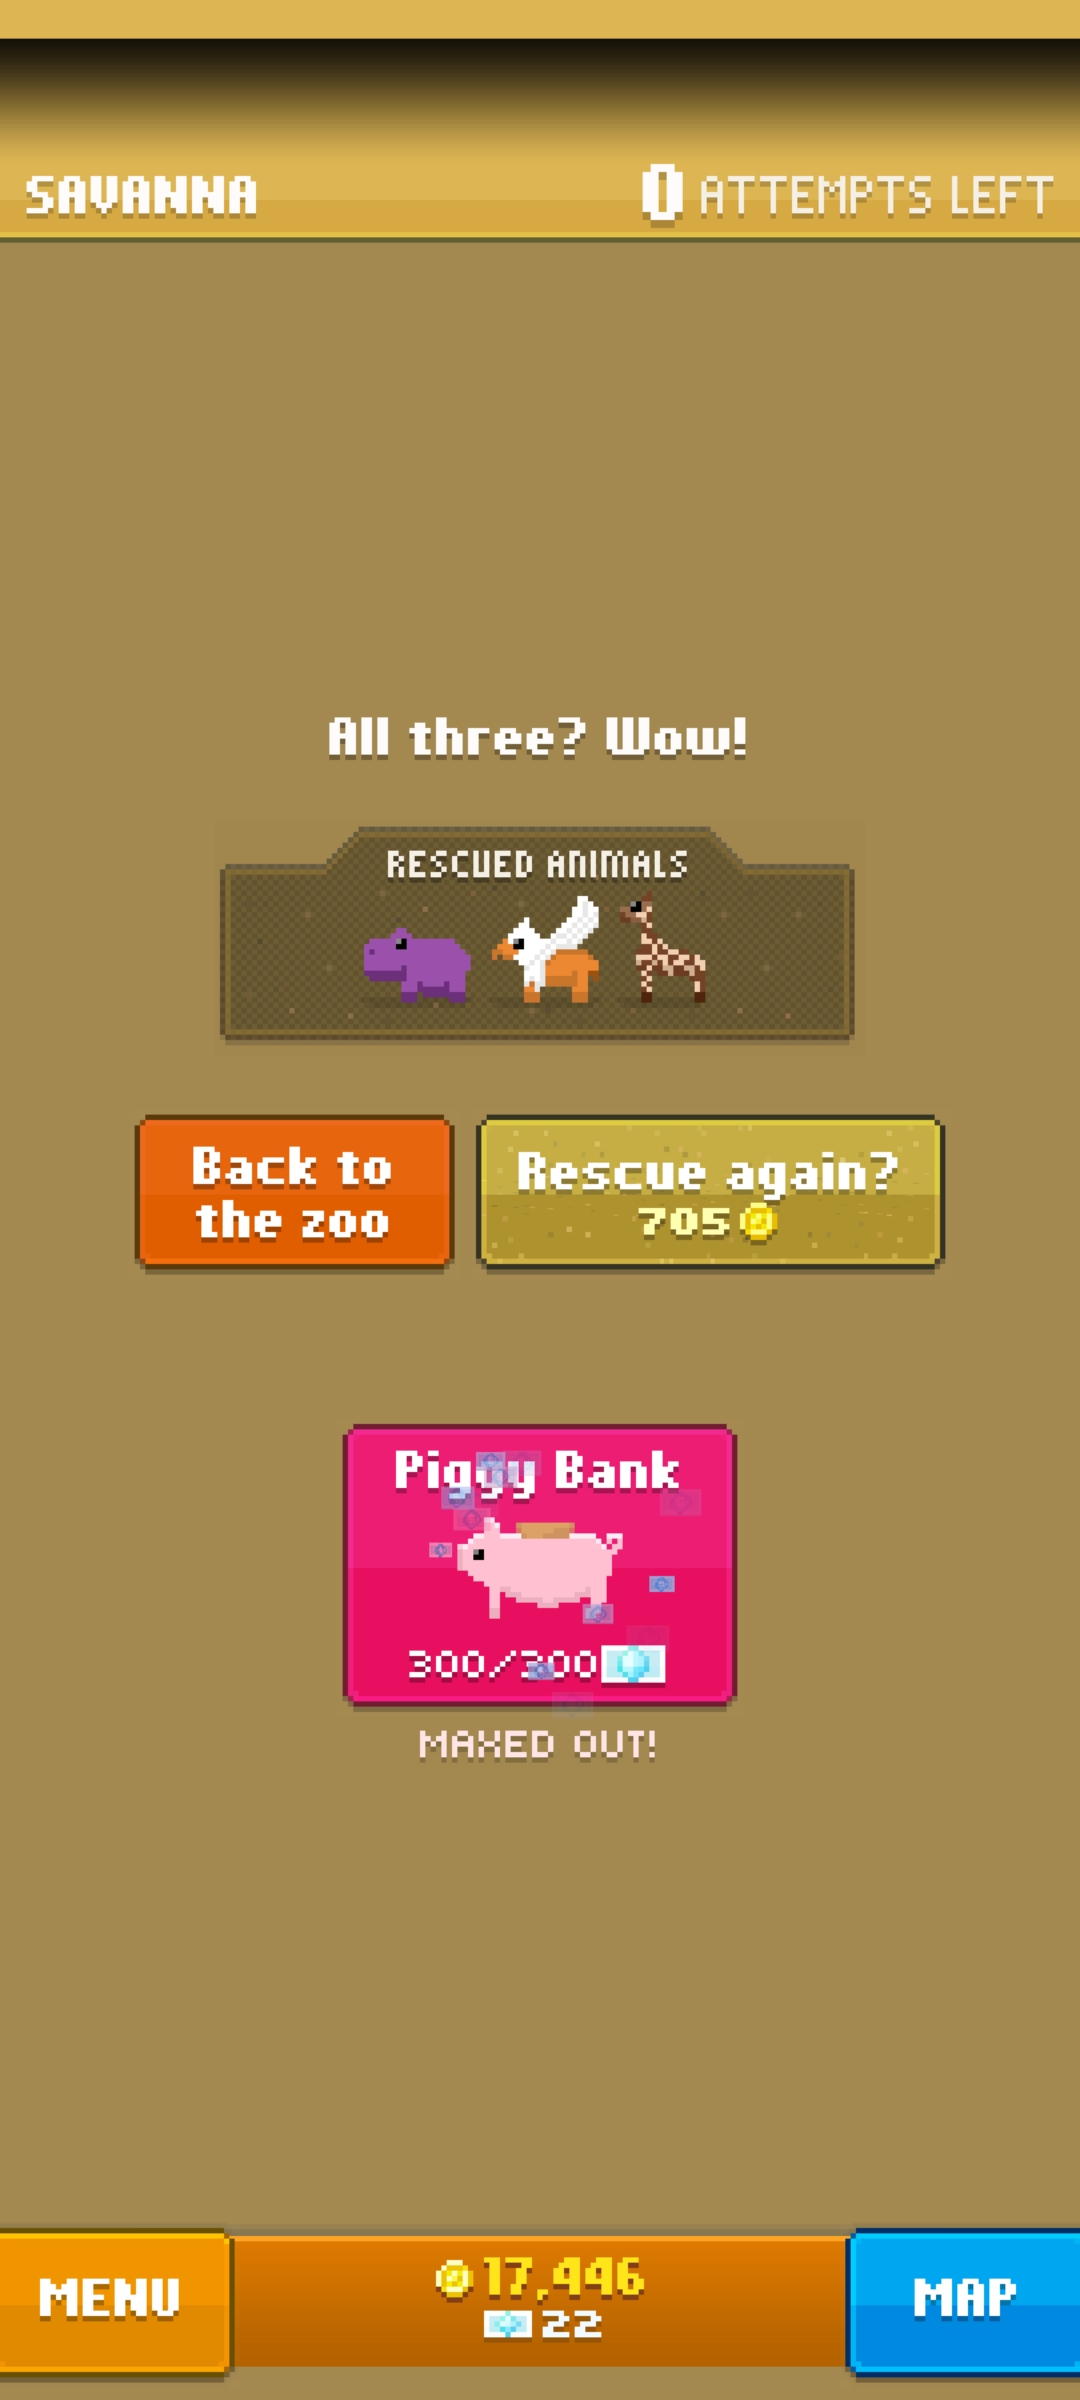 SAVANNA
0 ATTEMPTS LEFT
All three? Wow!
RESCUED ANIMALS
Back to
the zoo
Rescue again?
705
Piggy Bank
300/300
MAXED OUT!
MENU
17,446
22
MAP